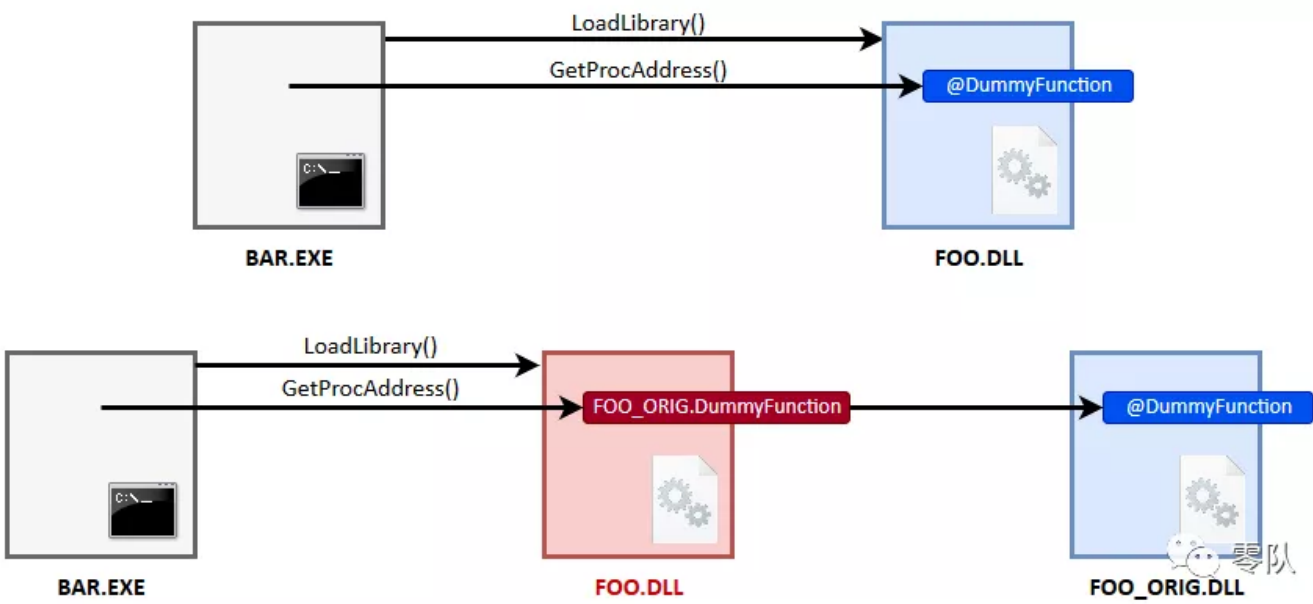 LoadLibrary()
GetProcAddress()
@DummyFunction
C:\_
BAR.EXE
FOO.DLL
LoadLibrary()
GetProcAddress()
FOO_ORIG.DummyFunction
@DummyFunction
C:\_
零队
BAR.EXE
FOO.DLL
FOO_ORIG.DLL